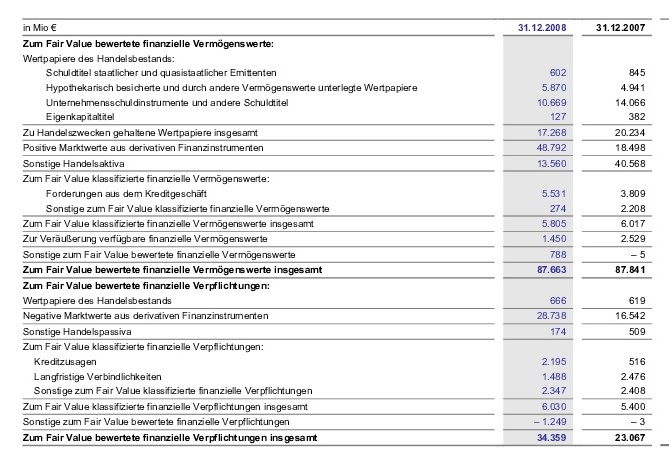 in Mio € 31.12.2008 31.12.2007
Zum Fair Value bewertete finanzielle Vermögenswerte:
Wertpapiere des Handelsbestands:
Schuldtitel staatlicher und quasistaatlicher Emittenten 602 845
Hypothekarisch besicherte und durch andere Vermögenswerte unterlegte Wertpapiere 5.870 4.941
Unternehmensschuldinstrumente und andere Schuldtitel 10.669 14.066
Eigenkapitaltitel 127 382
Zu Handelszwecken gehaltene Wertpapiere insgesamt 17.268 20.234
Positive Marktwerte aus derivativen Finanzinstrumenten 48.792 18.498
Sonstige Handelsaktiva 13.560 40.568
Zum Fair Value klassifizierte finanzielle Vermögenswerte:
Forderungen aus dem Kreditgeschäft 5.531 3.809
Sonstige zum Fair Value klassifizierte finanzielle Vermögenswerte 274 2.208
Zum Fair Value klassifizierte finanzielle Vermögenswerte insgesamt 5.805 6.017
Zur Veräußerung verfügbare finanzielle Vermögenswerte 1.450 2.529
Sonstige zum Fair Value bewertete finanzielle Vermögenswerte 788 – 5
Zum Fair Value bewertete finanzielle Vermögenswerte insgesamt 87.663 87.841
Zum Fair Value bewertete finanzielle Verpflichtungen:
Wertpapiere des Handelsbestands 666 619
Negative Marktwerte aus derivativen Finanzinstrumenten 28.738 16.542
Sonstige Handelspassiva 174 509
Zum Fair Value klassifizierte finanzielle Verpflichtungen:
Kreditzusagen 2.195 516
Langfristige Verbindlichkeiten 1.488 2.476
Sonstige zum Fair Value klassifizierte finanzielle Verpflichtungen 2.347 2.408
Zum Fair Value klassifizierte finanzielle Verpflichtungen insgesamt 6.030 5.400
Sonstige zum Fair Value bewertete finanzielle Verpflichtungen – 1.249 – 3
Zum Fair Value bewertete finanzielle Verpflichtungen insgesamt 34.359 23.067